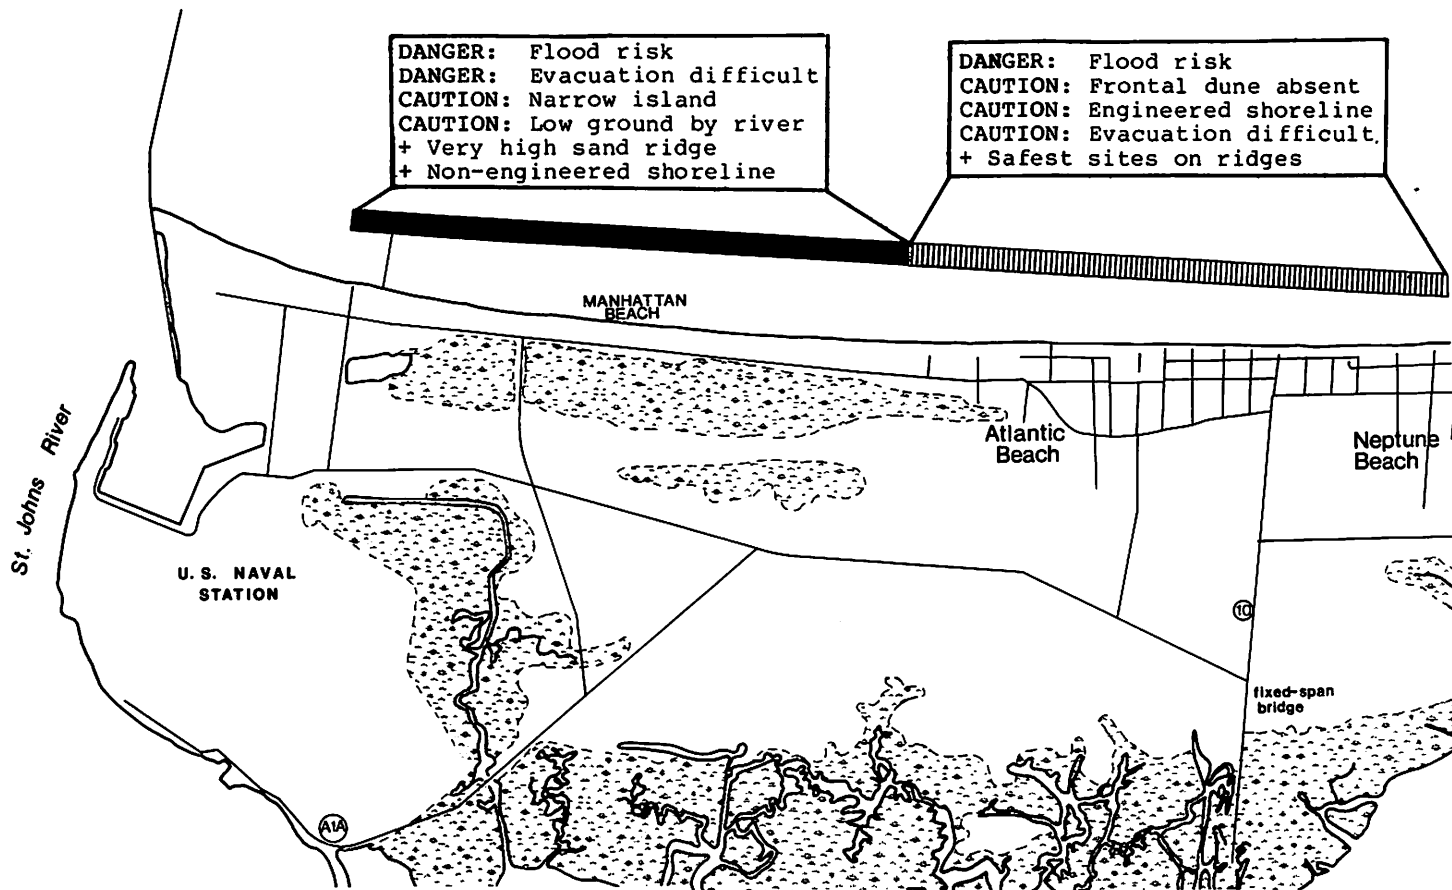 DANGER: Flood risk
DANGER: Evacuation difficult
CAUTION: Narrow island
CAUTION: Low ground by river
+ Very high sand ridge
+ Non-engineered shoreline
DANGER: Flood risk
CAUTION: Frontal dune absent
CAUTION: Engineered shoreline
CAUTION: Evacuation difficult.
+ Safest sites on ridges
MANHATTAN
BEACH
Atlantic
Beach
Neptune
Beach
St. Johns River
U. S. NAVAL
STATION
10
fixed-span
bridge
A1A